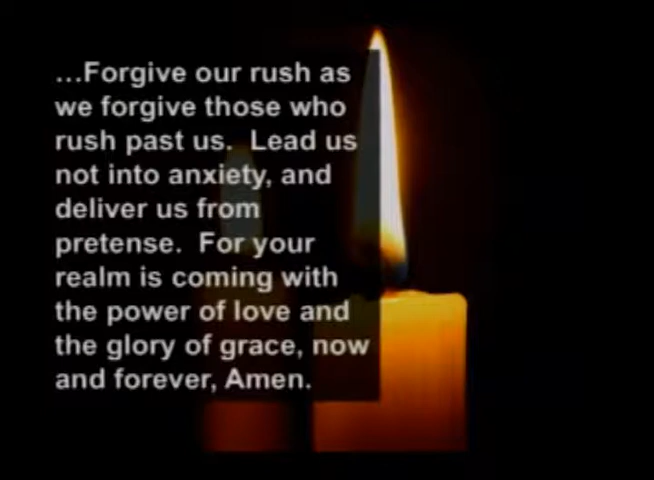 ...Forgive our rush as
we forgive those who
rush past us.  Lead us
not into anxiety, and
deliver us from
pretense.  For your
realm is coming with
the power of love and
the glory of grace, now
and forever, Amen.